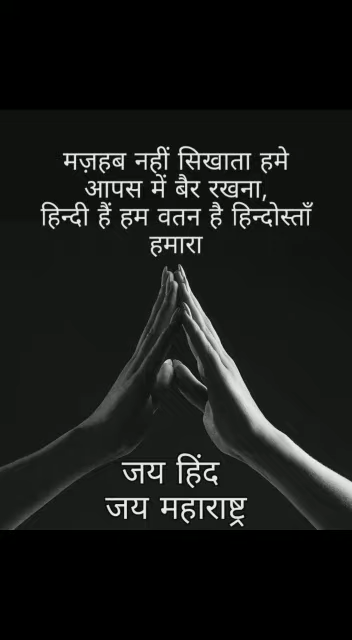 मज़हब नहीं सिखाता हमे
आपस में बैर रखना,
हिन्दी हैं हम वतन है हिन्दोस्ताँ
हमारा
जय हिंद
जय महाराष्ट्र